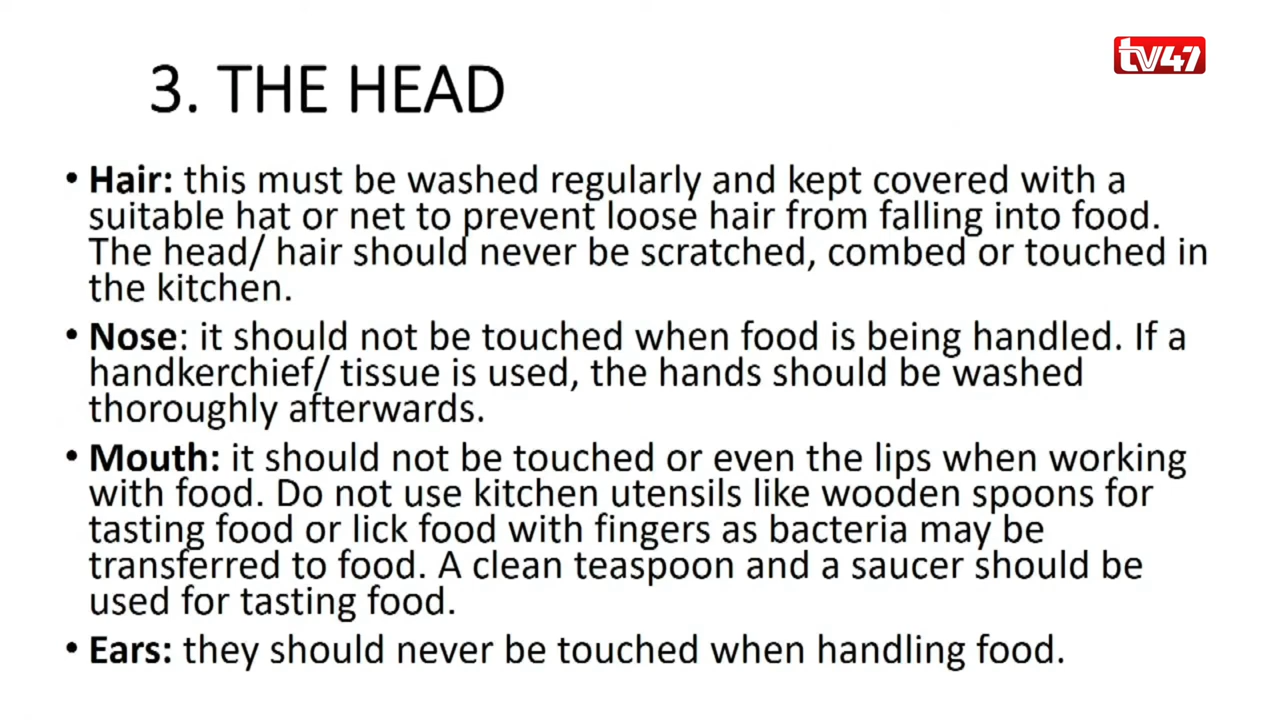 tv47
3. THE HEAD
• Hair: this must be washed regularly and kept covered with a
suitable hat or net to prevent loose hair from falling into food.
The head/ hair should never be scratched, combed or touched in
the kitchen.
• Nose: it should not be touched when food is being handled. If a
handkerchief/ tissue is used, the hands should be washed
thoroughly afterwards.
• Mouth: it should not be touched or even the lips when working
with food. Do not use kitchen utensils like wooden spoons for
tasting food or lick food with fingers as bacteria may be
transferred to food. A clean teaspoon and a saucer should be
used for tasting food.
• Ears: they should never be touched when handling food.